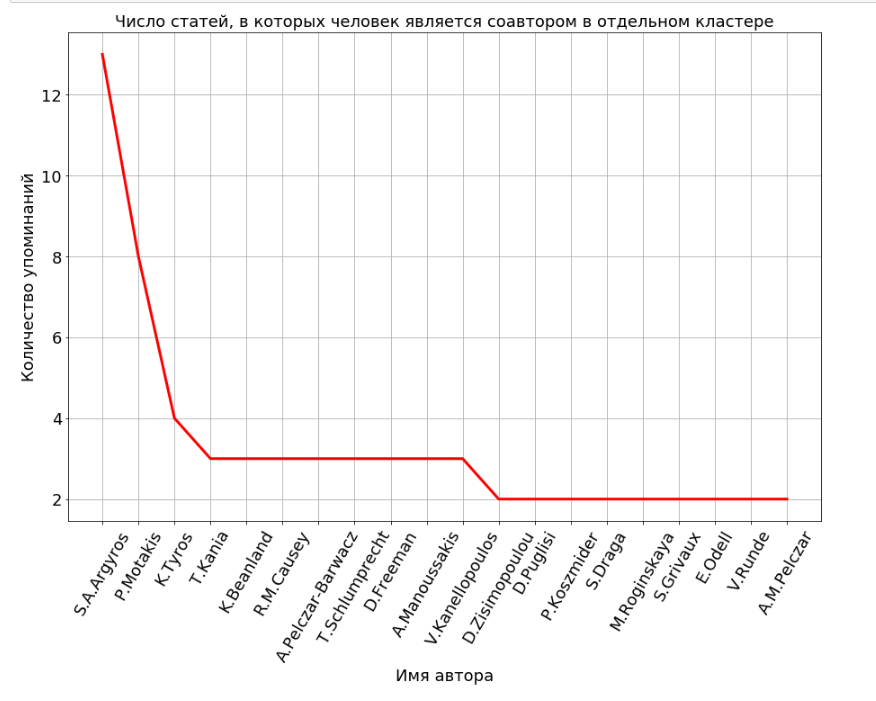 Число статей, в которых человек является соавтором в отдельном кластере
Количество упоминаний
12
10
8
6
4
2
S.A.Argyros
P.Motakis
K.Tyros
T.Kania
K.Beanland
R.M.Causey
A.Pelczar-Barwacz
T.Schlumprecht
D.Freeman
A.Manoussakis
V.Kanellopoulos
D.Zisimopoulou
D.Puglisi
P.Koszmider
S.Draga
M.Roginskaya
S.Grivaux
E.Odell
V.Runde
A.M.Pelczar
Имя автора